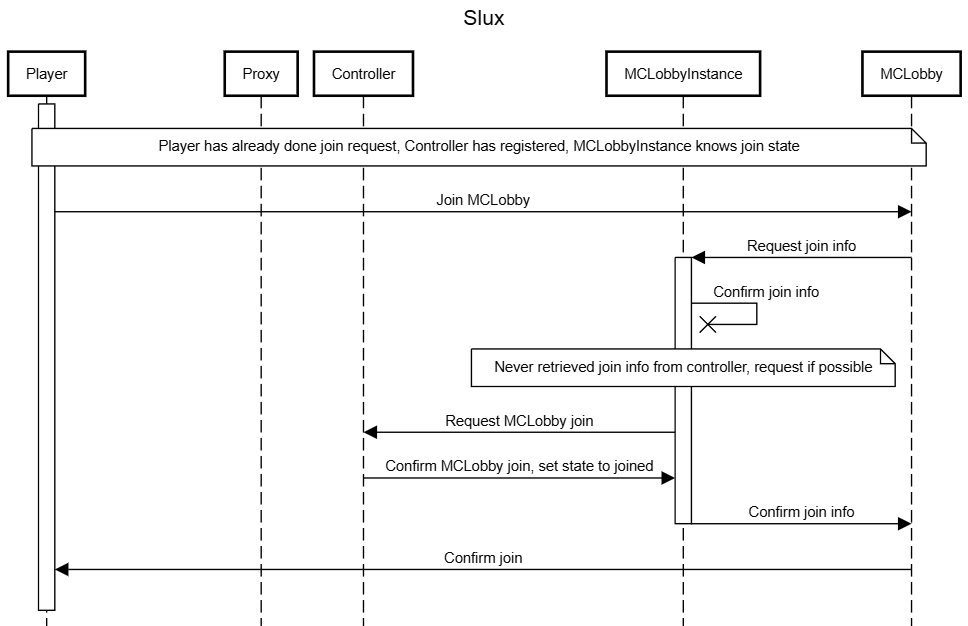 Slux
Player
Proxy
Controller
MCLobbyInstance
MCLobby
Player has already done join request, Controller has registered, MCLobbyInstance knows join state
Join MCLobby
Request join info
Confirm join info
Never retrieved join info from controller, request if possible
Request MCLobby join
Confirm MCLobby join, set state to joined
Confirm join info
Confirm join